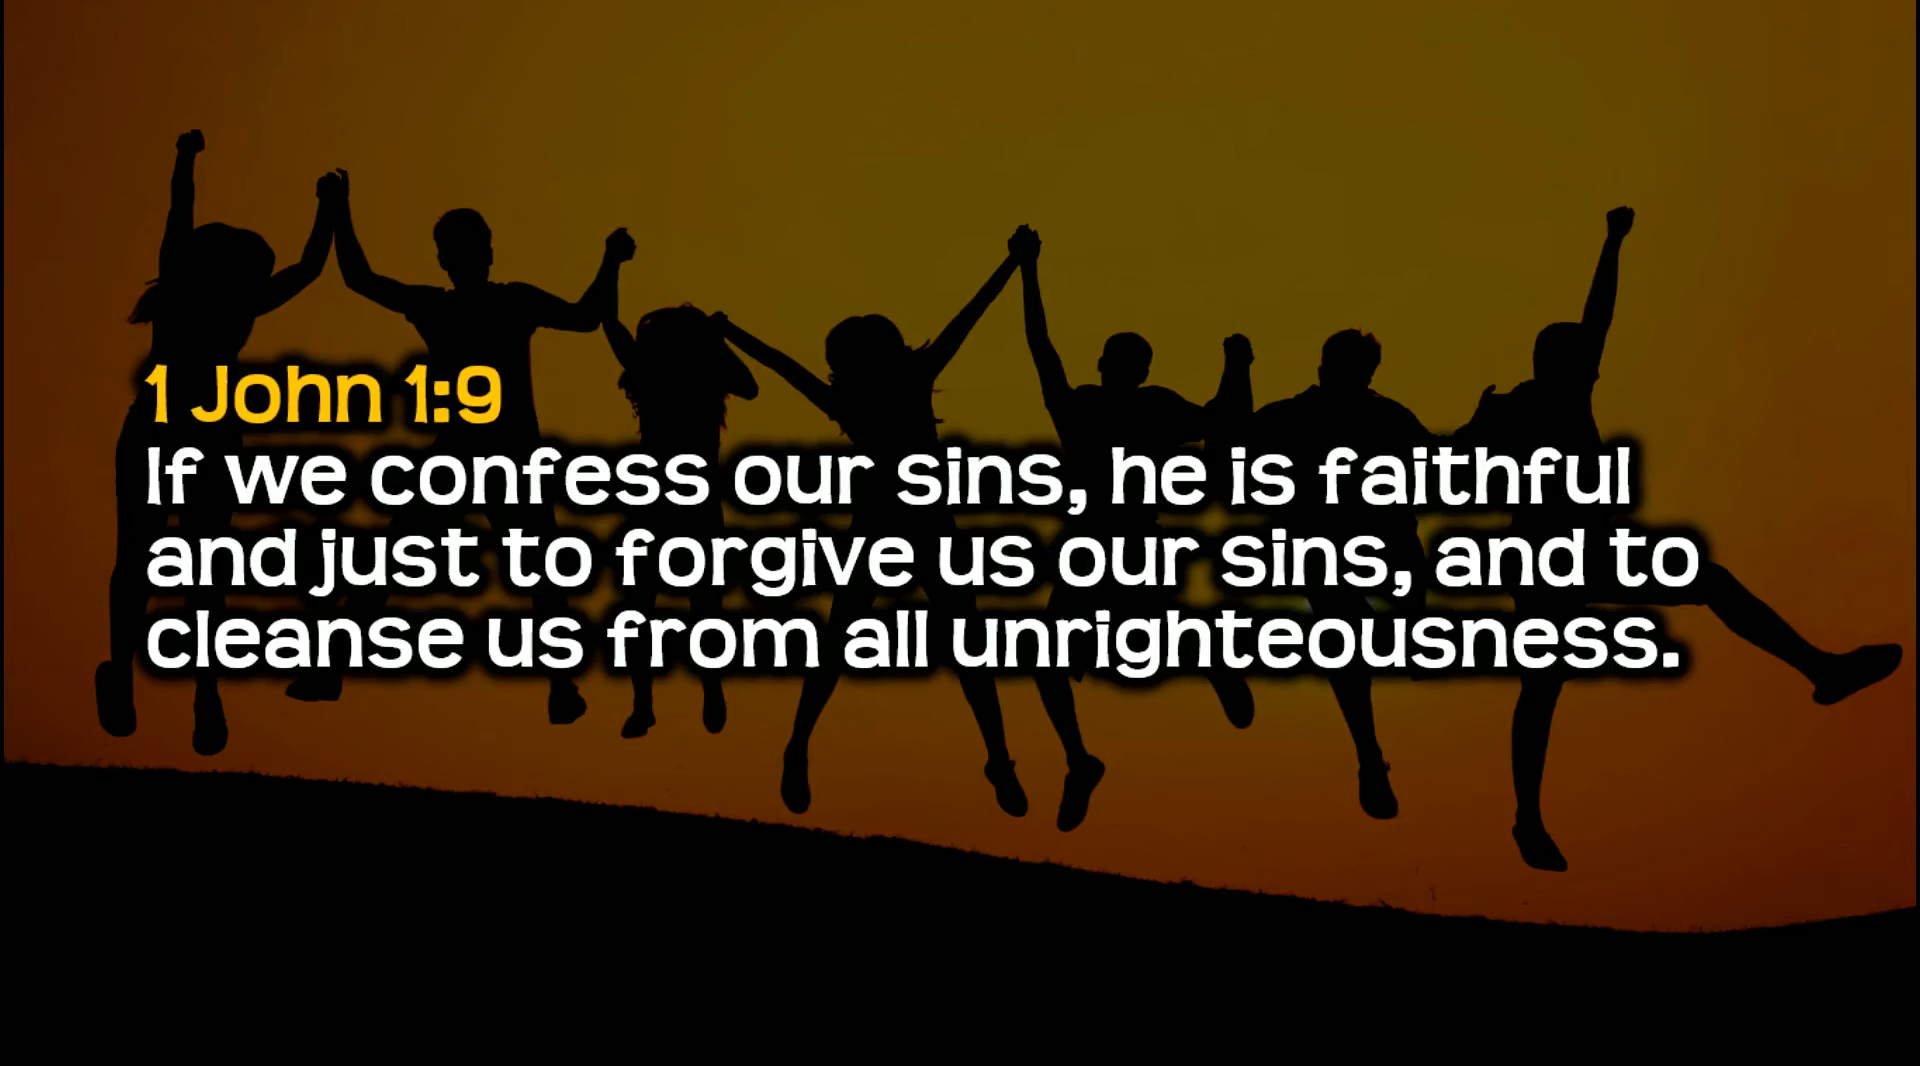 1 John 1:9
If we confess our sins, he is faithful
and just to forgive us our sins, and to
cleanse us from all unrighteousness.